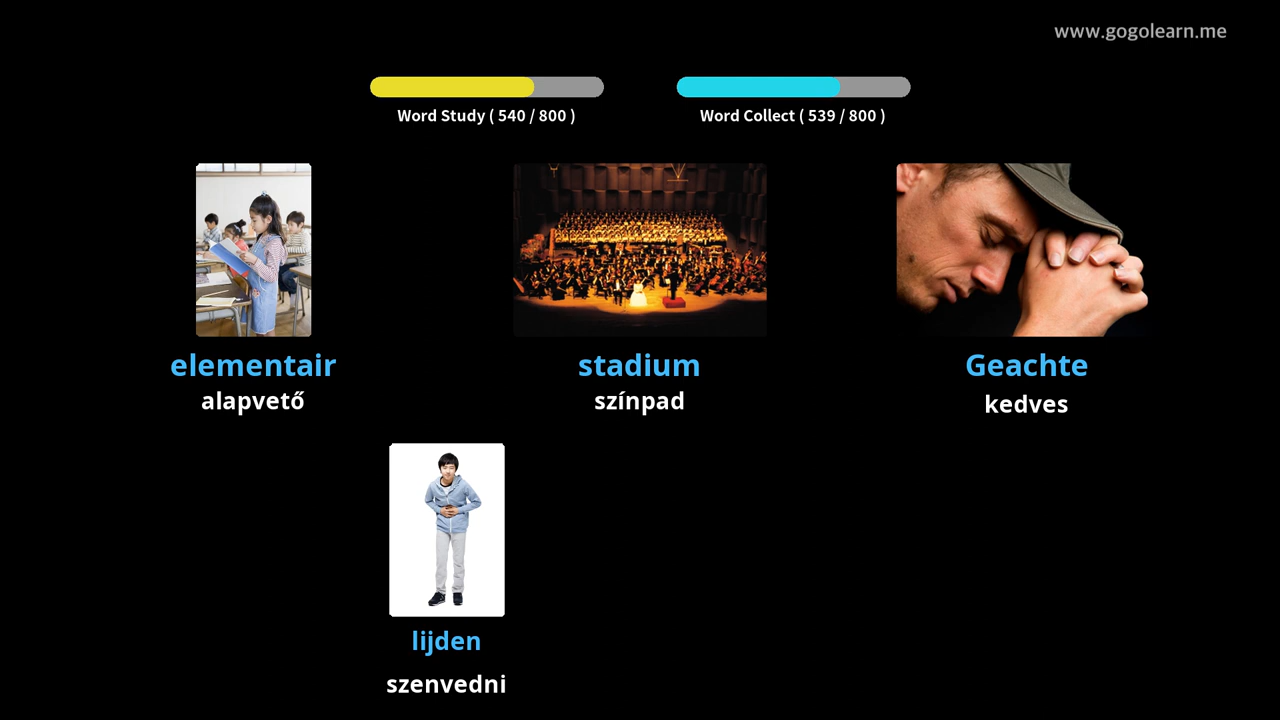 www.gogolearn.me
Word Study ( 540 / 800 )
Word Collect ( 539 / 800 )
elementair
alapvető
stadium
színpad
Geachte
kedves
lijden
szenvedni